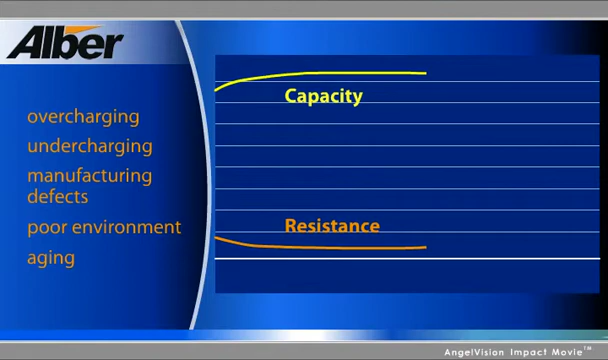 Alber
overcharging
undercharging
manufacturing
defects
poor environment
aging
Capacity
Resistance
AngelVision Impact Movie™